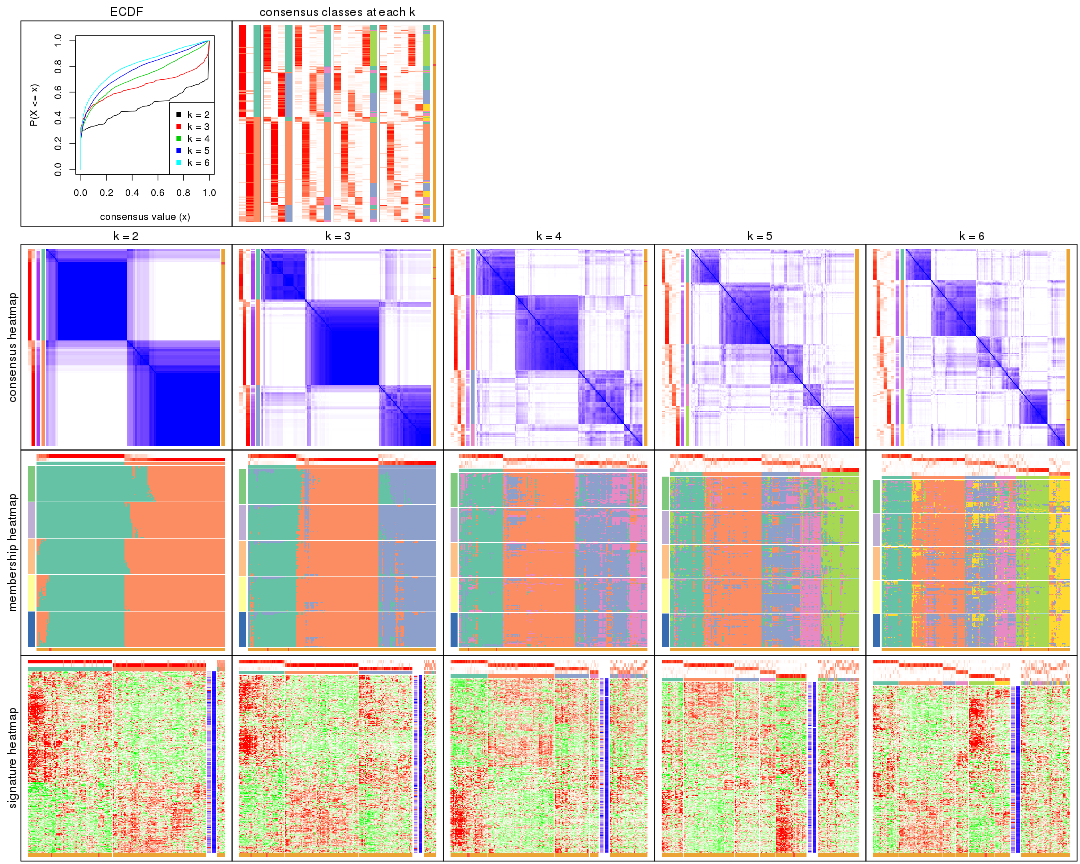 ECDF
consensus classes at each k
P(X <= x)
0.0
0.2
0.4
0.6
0.8
1.0
k = 2
k = 3
k = 4
k = 5
k = 6
0.0 0.2 0.4 0.6 0.8 1.0
consensus value (x)
k = 2
k = 3
k = 4
k = 5
k = 6
consensus heatmap
membership heatmap
signature heatmap